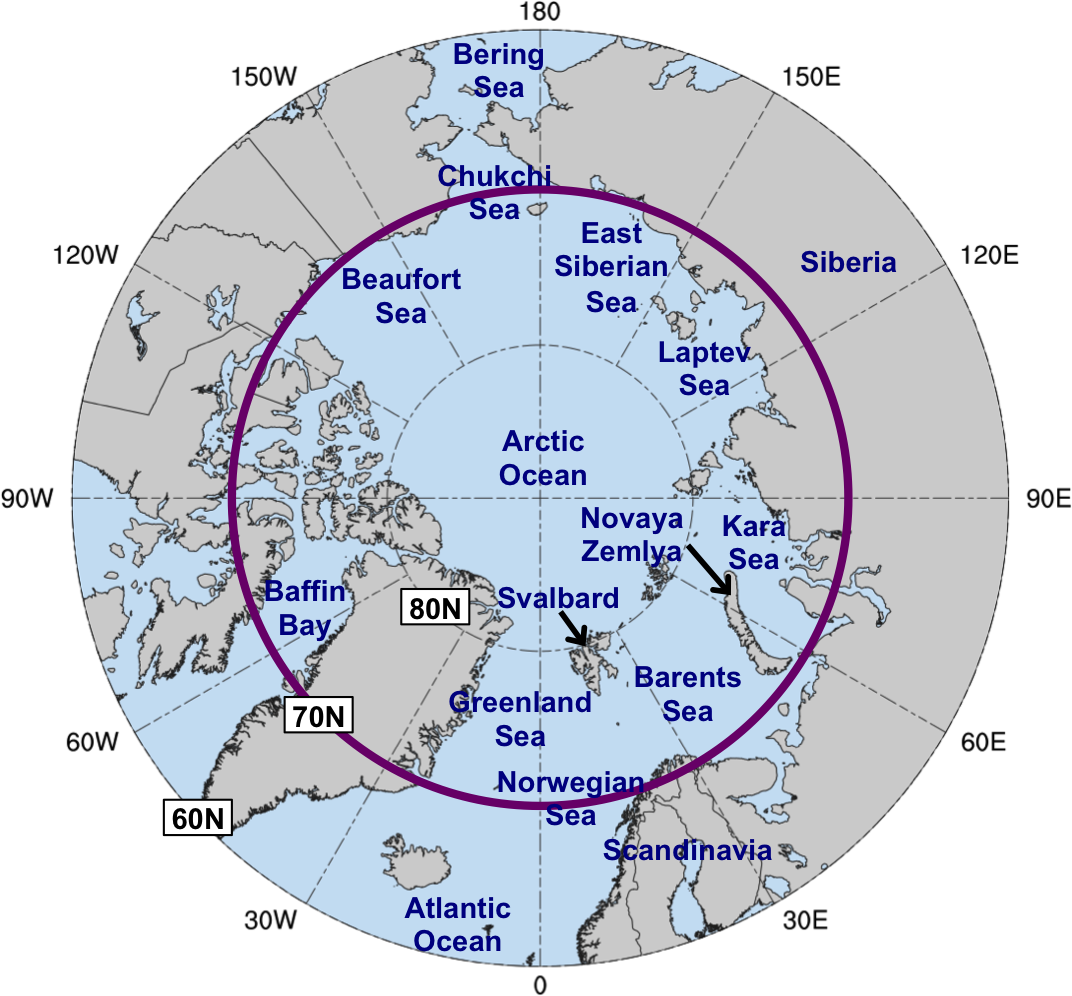 180
150W
Bering
Sea
150E
Chukchi
Sea
120W
East
Siberian
Sea
Siberia
120E
Beaufort
Sea
Laptev
Sea
Arctic
Ocean
90W
90E
Novaya
Zemlya
Kara
Sea
Baffin
Bay
80N
Svalbard
Barents
Sea
Greenland
Sea
70N
60W
60E
Norwegian
Sea
60N
Scandinavia
30W
Atlantic
Ocean
30E
0